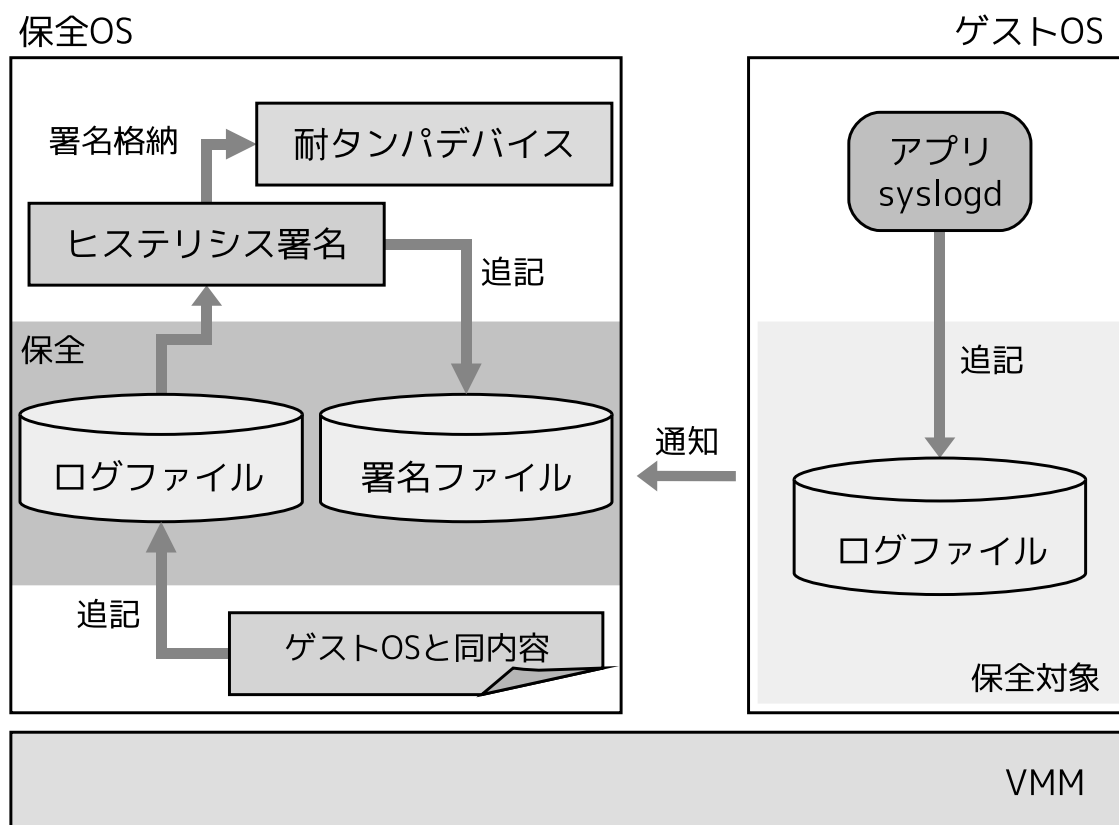 保全OS
ゲストOS
署名格納
耐タンパデバイス
アプリ
syslogd
ヒステリシス署名
追記
保全
追記
通知
ログファイル
署名ファイル
ログファイル
追記
ゲストOSと同内容
保全対象
VMM